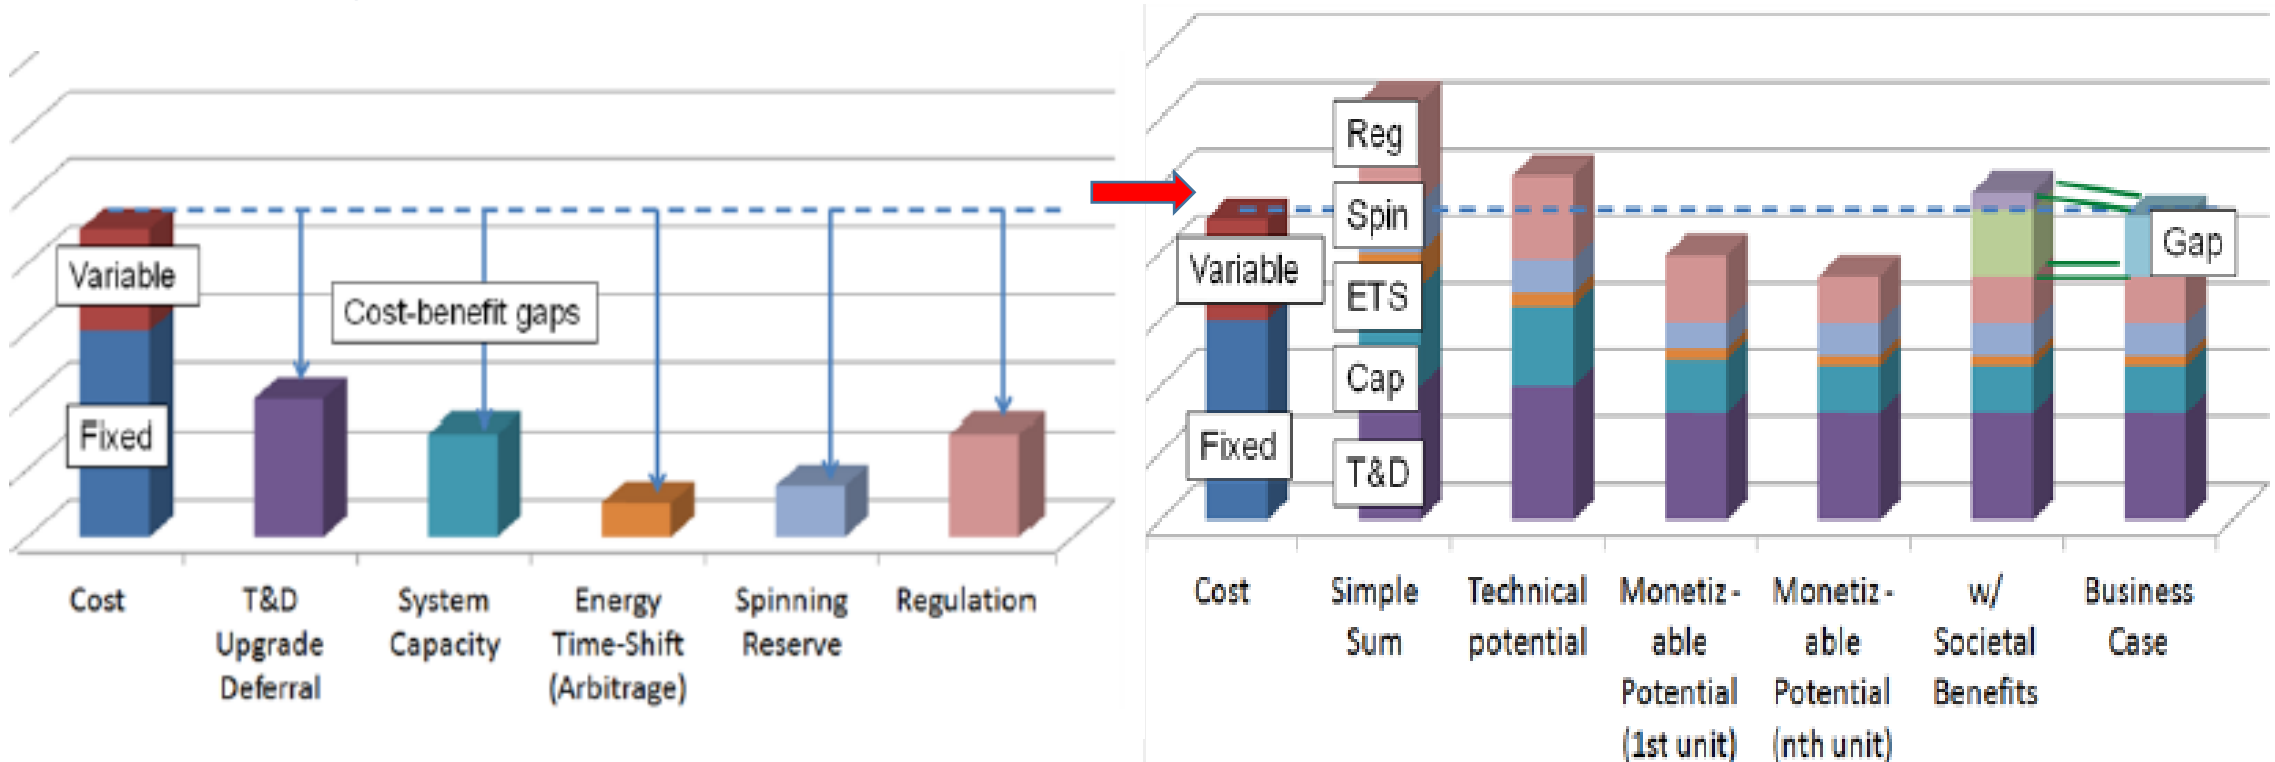 Variable
Cost-benefit gaps
Fixed
Cost
T&D
Upgrade
Deferral
System
Capacity
Energy
Time-Shift
(Arbitrage)
Spinning
Reserve
Regulation
Reg
Spin
Variable
ETS
Cap
Fixed
T&D
Gap
Cost
Simple
Sum
Technical
potential
Monetiz-
able
Potential
(1st unit)
Monetiz-
able
Potential
(nth unit)
w/
Societal
Benefits
Business
Case